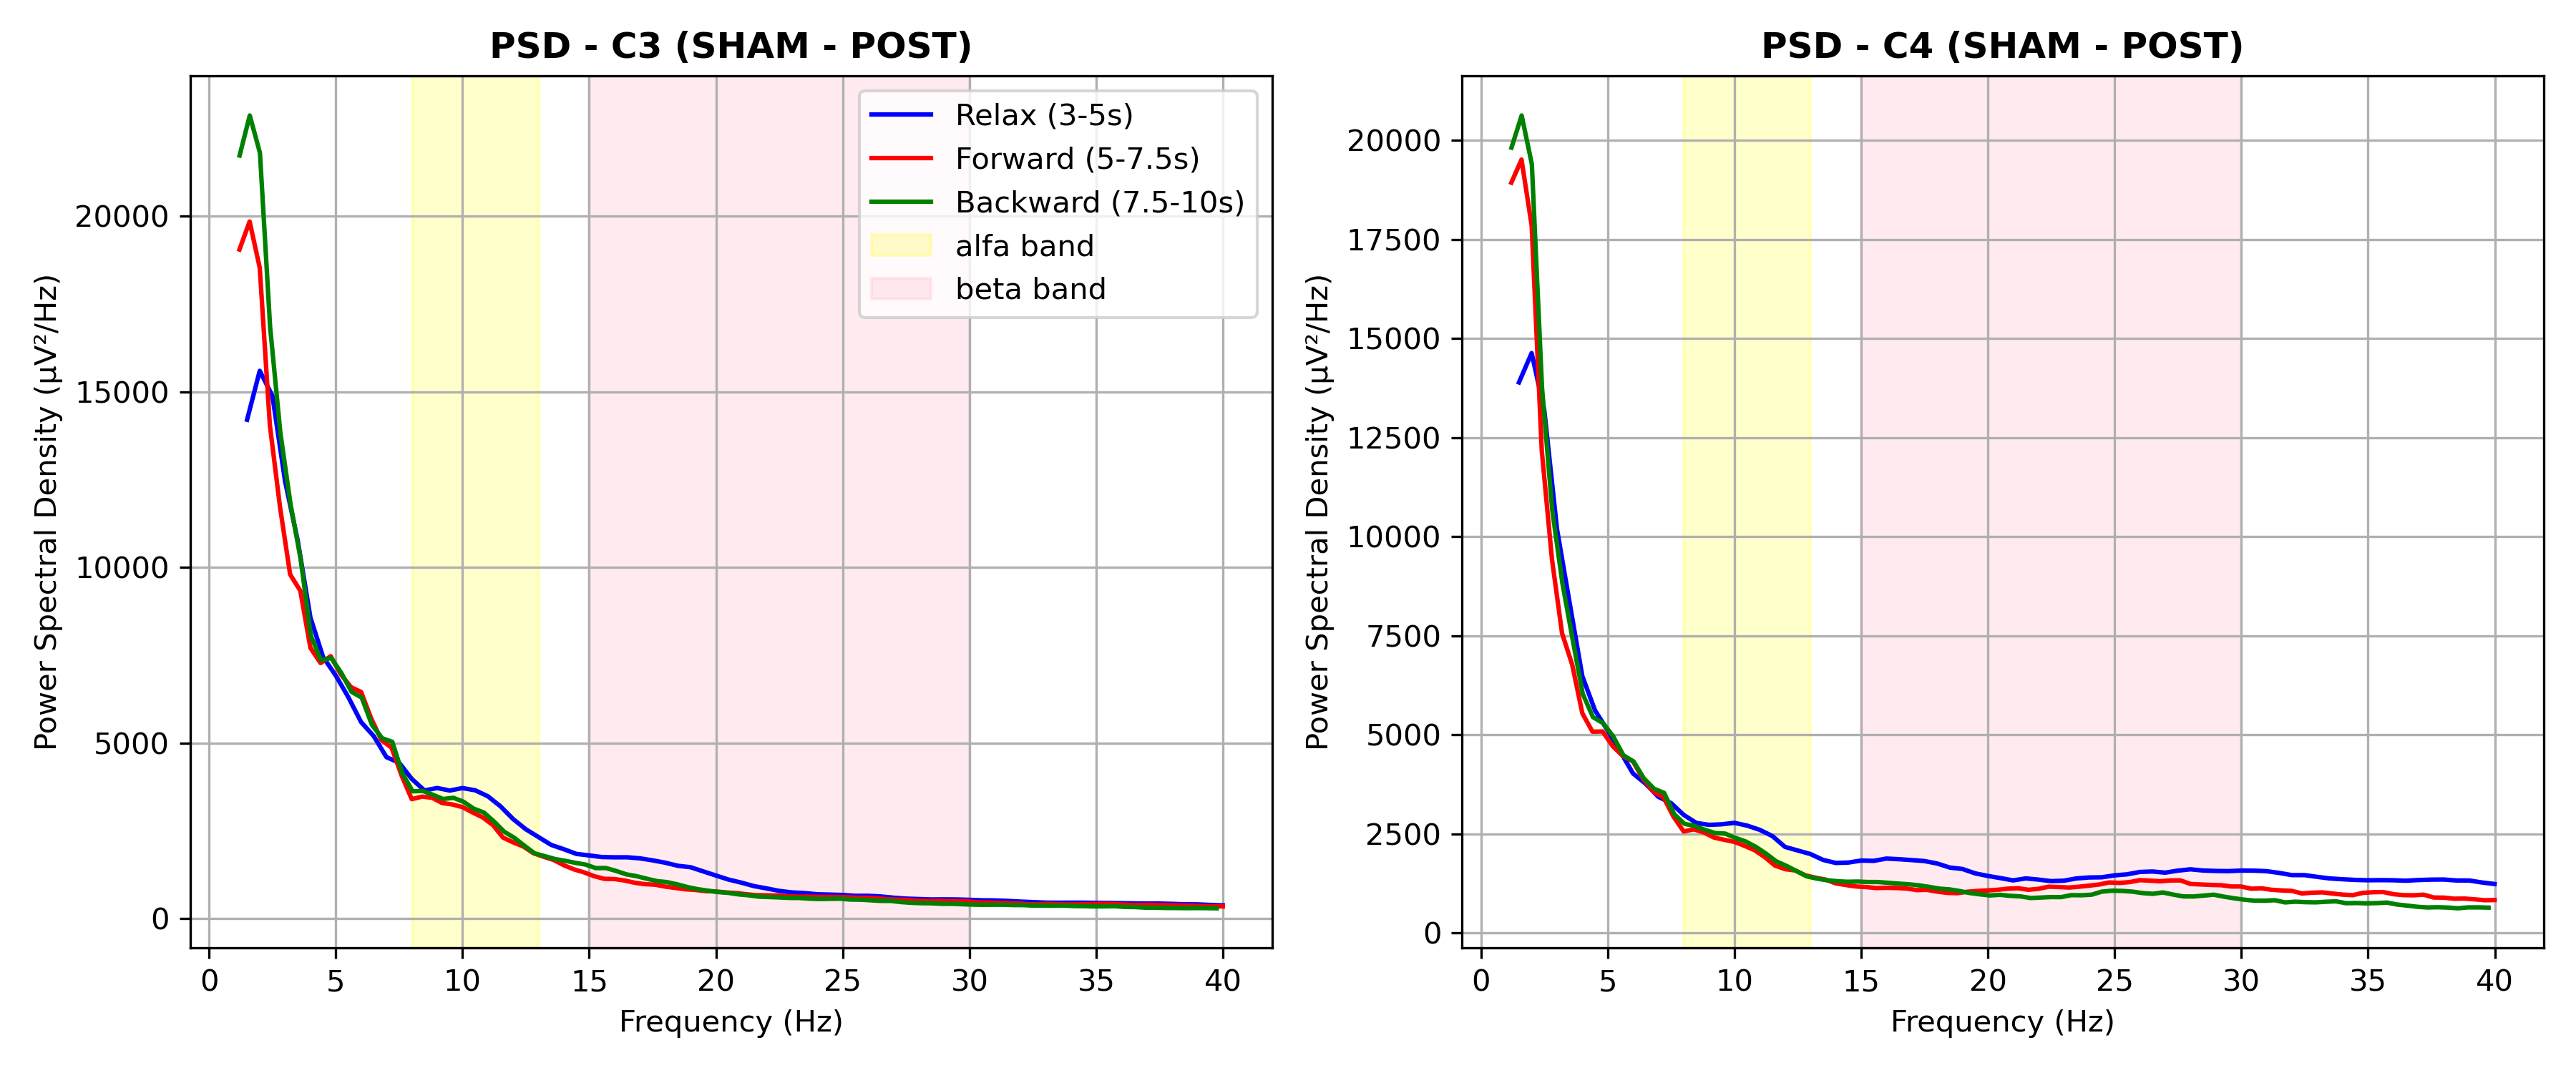 PSD - C3 (SHAM - POST)
Power Spectral Density (µV²/Hz)
20000
15000
10000
5000
0
Relax (3-5s)
Forward (5-7.5s)
Backward (7.5-10s)
alfa band
beta band
0 5 10 15 20 25 30 35 40
Frequency (Hz)
PSD - C4 (SHAM - POST)
Power Spectral Density (µV²/Hz)
20000
17500
15000
12500
10000
7500
5000
2500
0
0 5 10 15 20 25 30 35 40
Frequency (Hz)